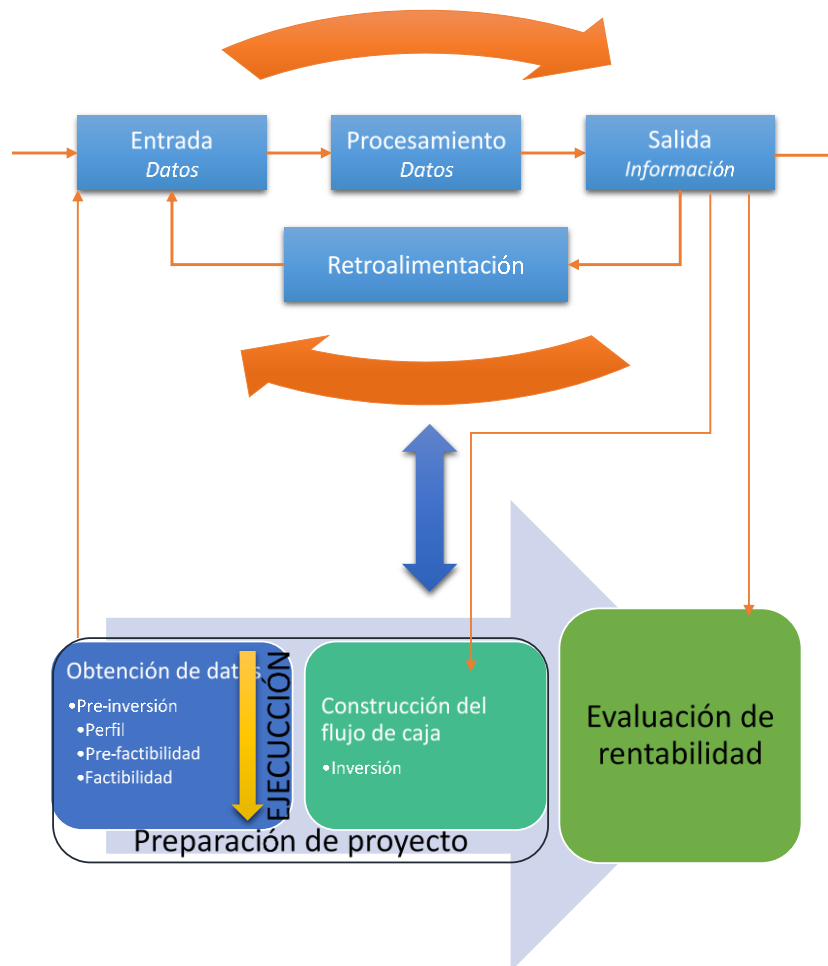 Entrada
Datos
Procesamiento
Datos
Salida
Información
Retroalimentación
Obtención de datos
•Pre-inversión
•Perfil
•Pre-factibilidad
•Factibilidad
EJECUCCIÓN
Construcción del
flujo de caja
•Inversión
Evaluación de
rentabilidad
Preparación de proyecto